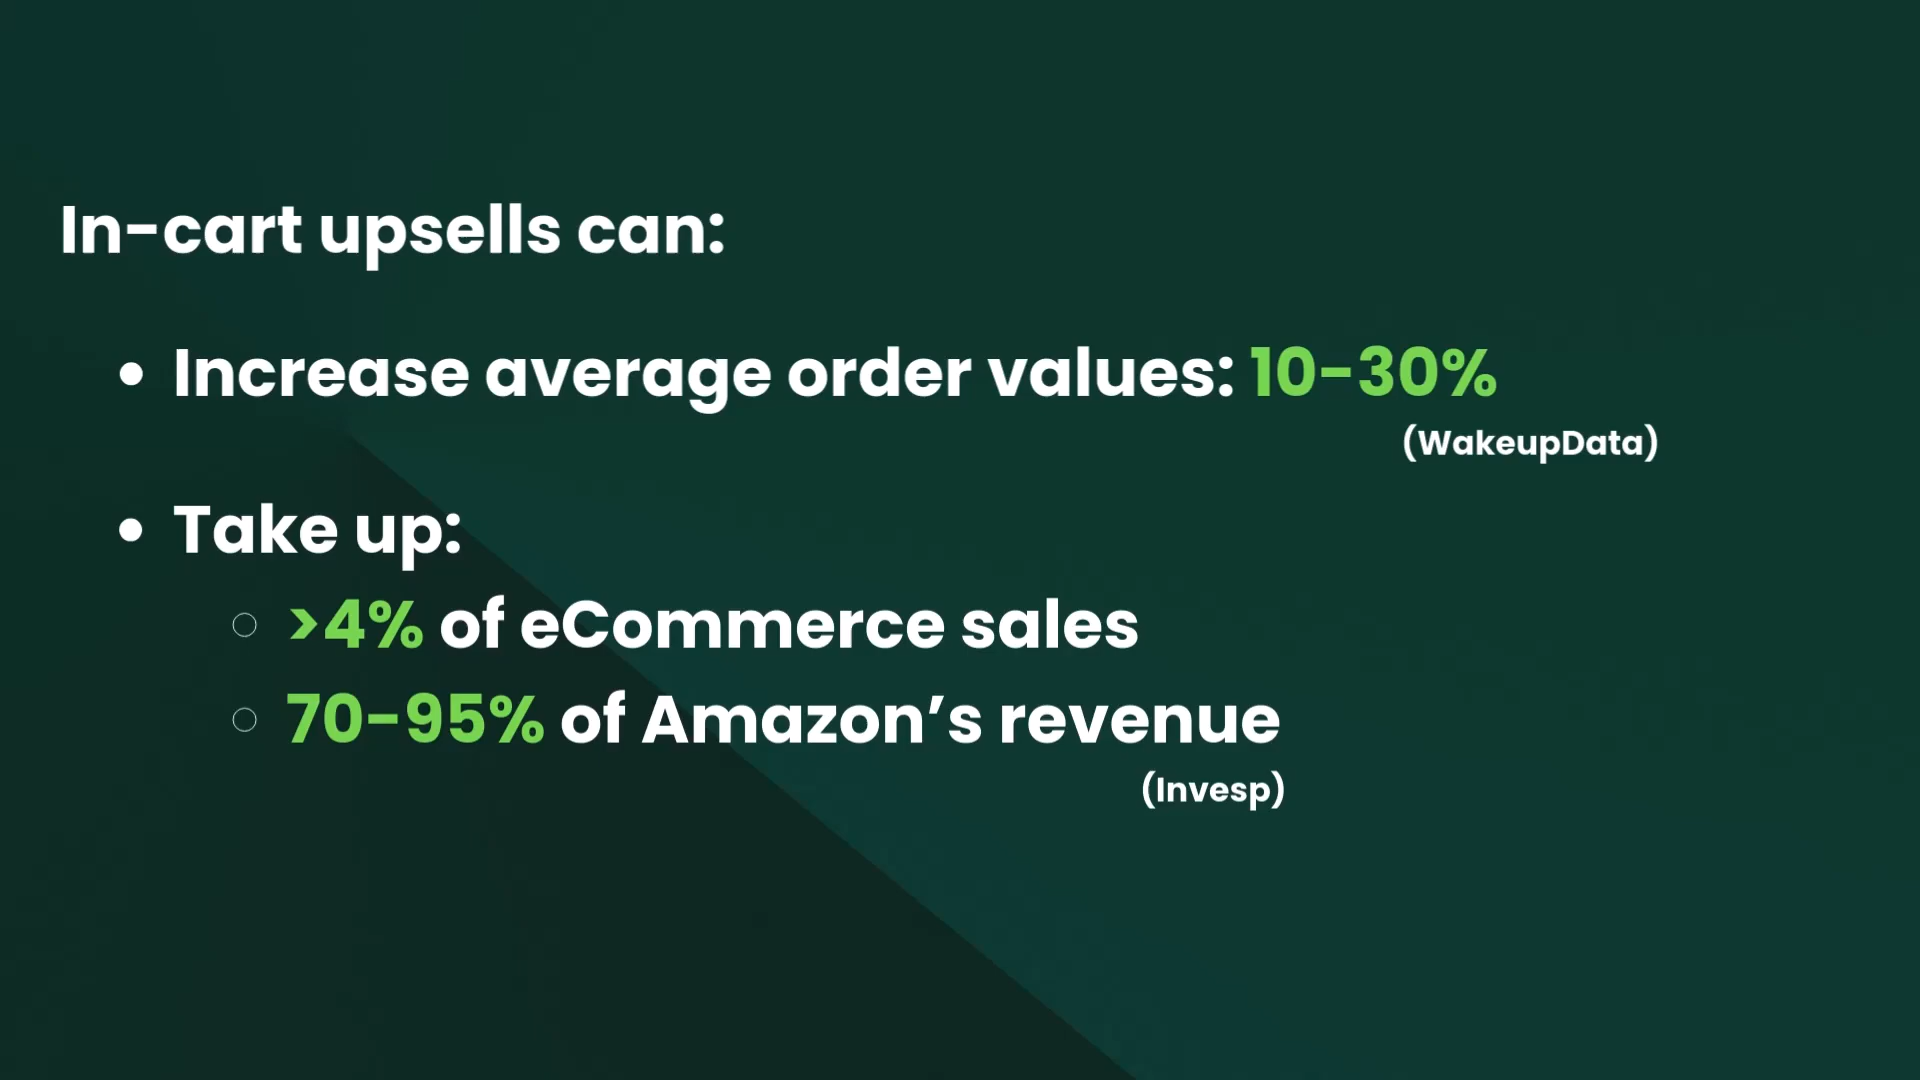 In-cart upsells can:
• Increase average order values: 10-30%
(WakeupData)
• Take up:
○ >4% of eCommerce sales
○ 70-95% of Amazon’s revenue
(Invesp)